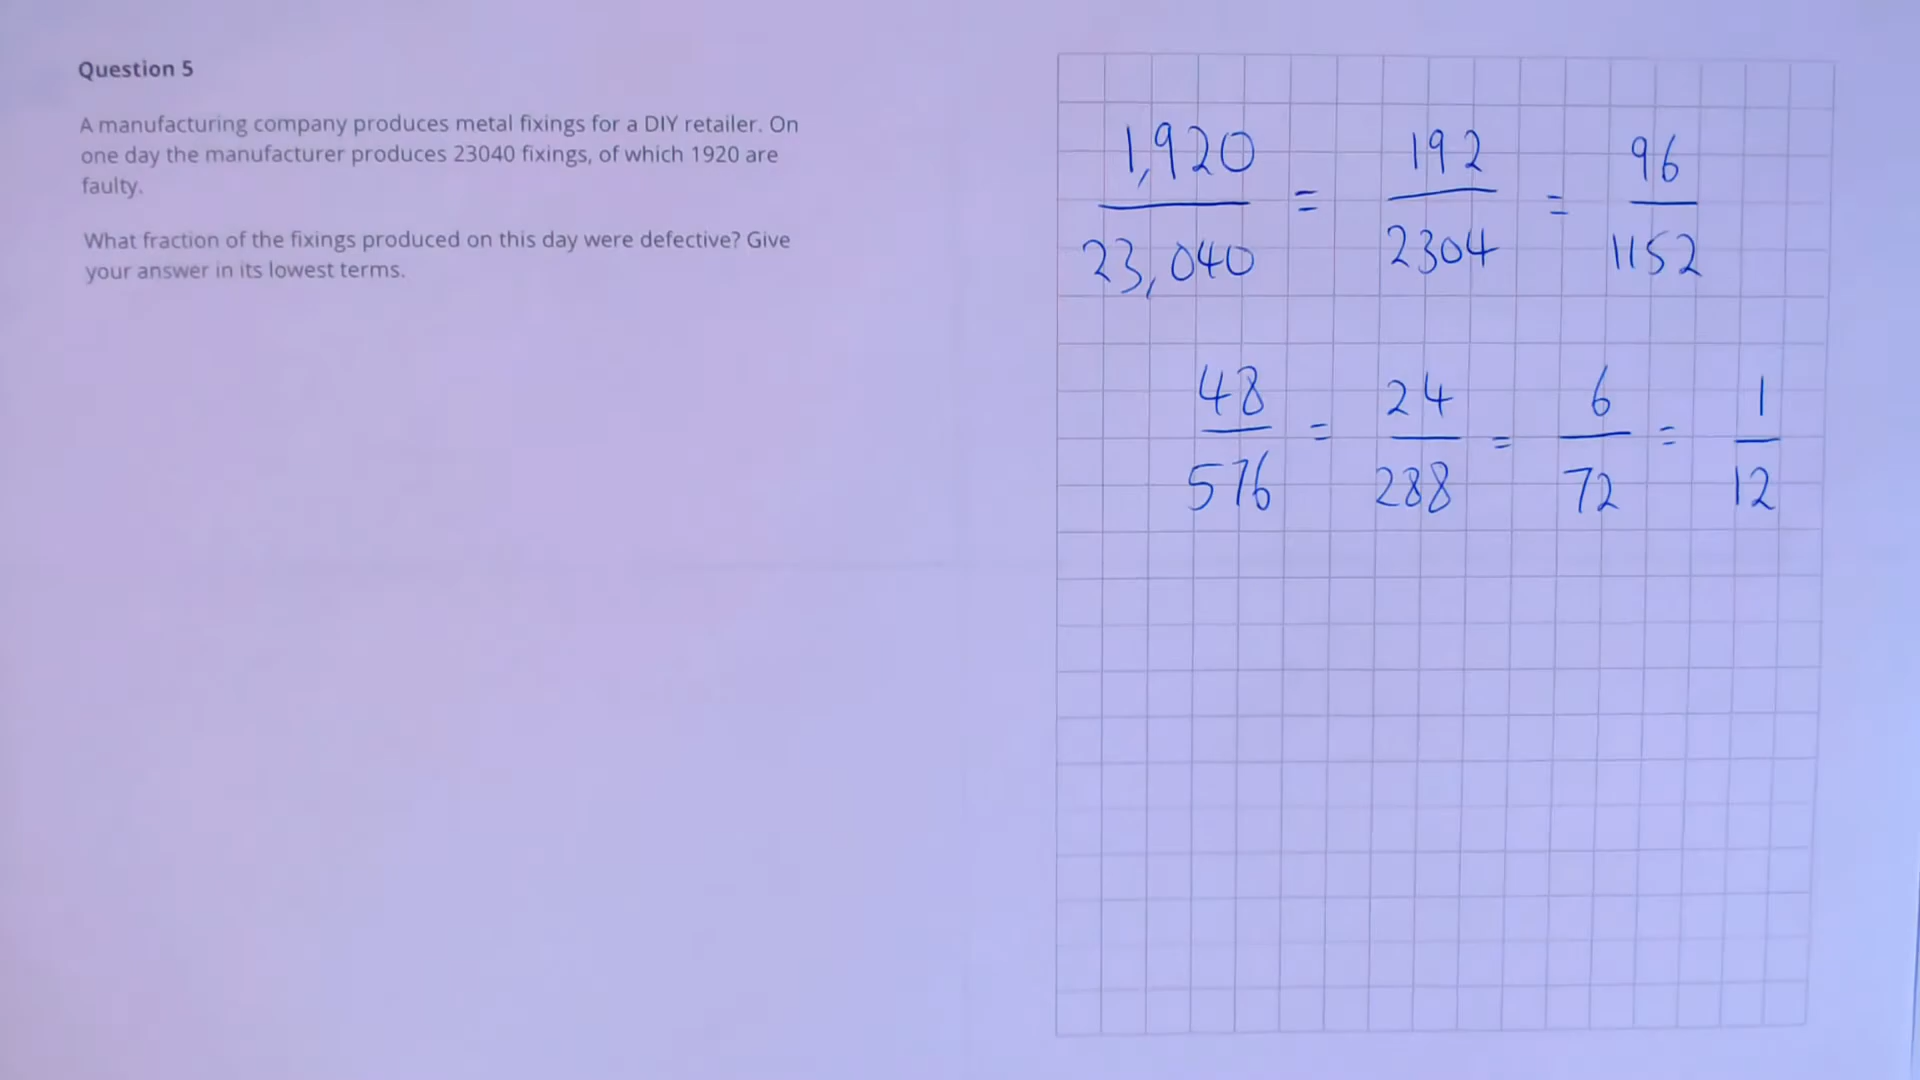 Question 5
A manufacturing company produces metal fixings for a DIY retailer. On
one day the manufacturer produces 23040 fixings, of which 1920 are
faulty.
What fraction of the fixings produced on this day were defective? Give
your answer in its lowest terms.
1,920 / 23,040 = 192 / 2304 = 96 / 1152
48 / 576 = 24 / 288 = 6 / 72 = 1 / 12